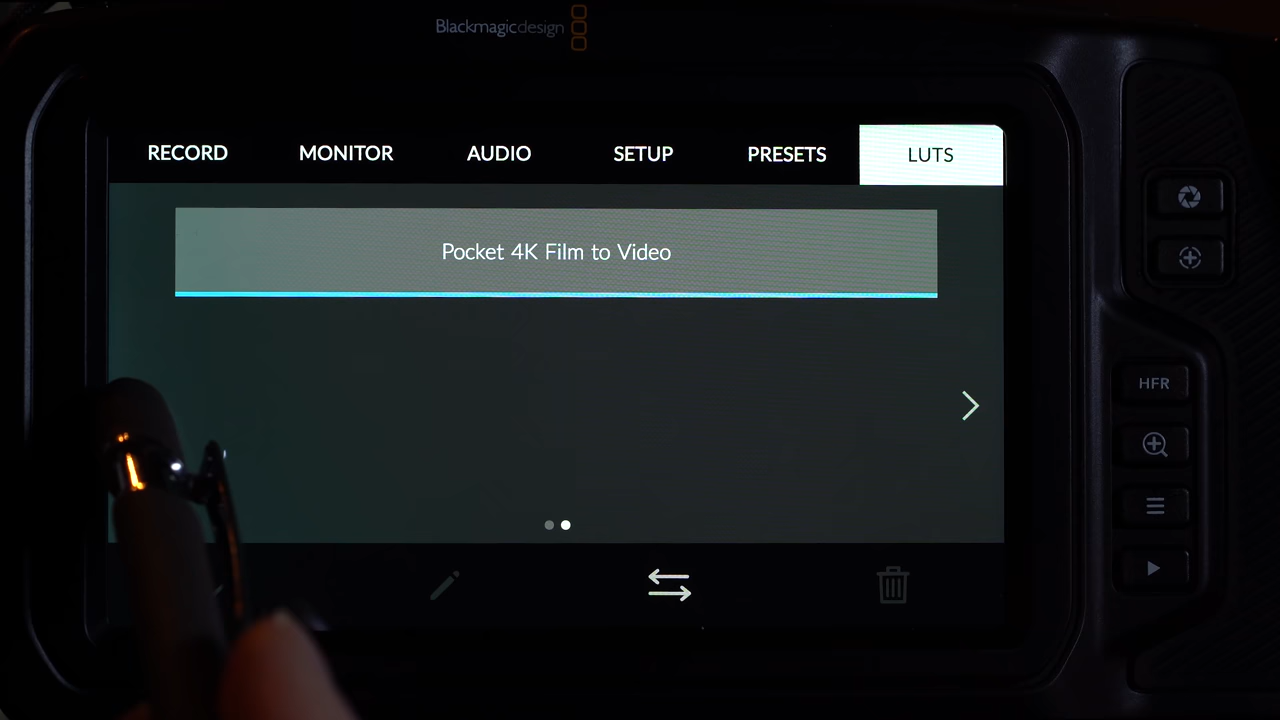 Blackmagicdesign
RECORD MONITOR AUDIO SETUP PRESETS LUTS
Pocket 4K Film to Video
HFR